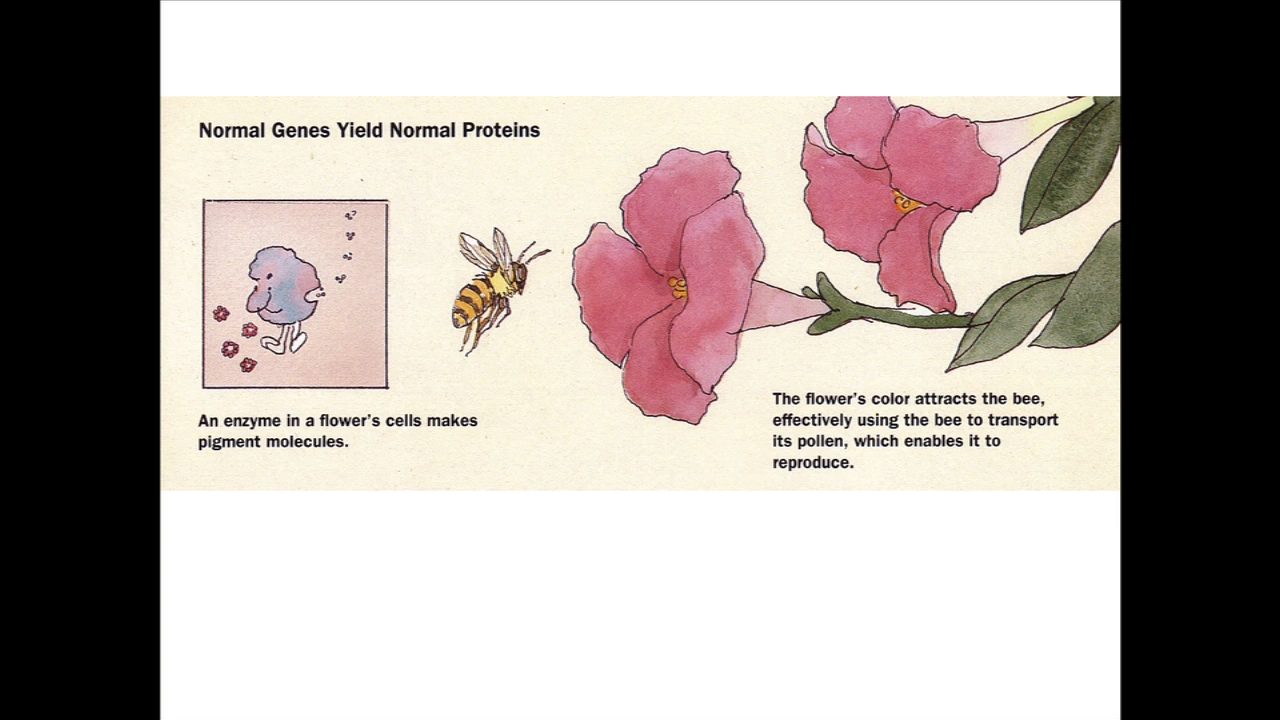 Normal Genes Yield Normal Proteins
An enzyme in a flower's cells makes
pigment molecules.
The flower's color attracts the bee,
effectively using the bee to transport
its pollen, which enables it to
reproduce.